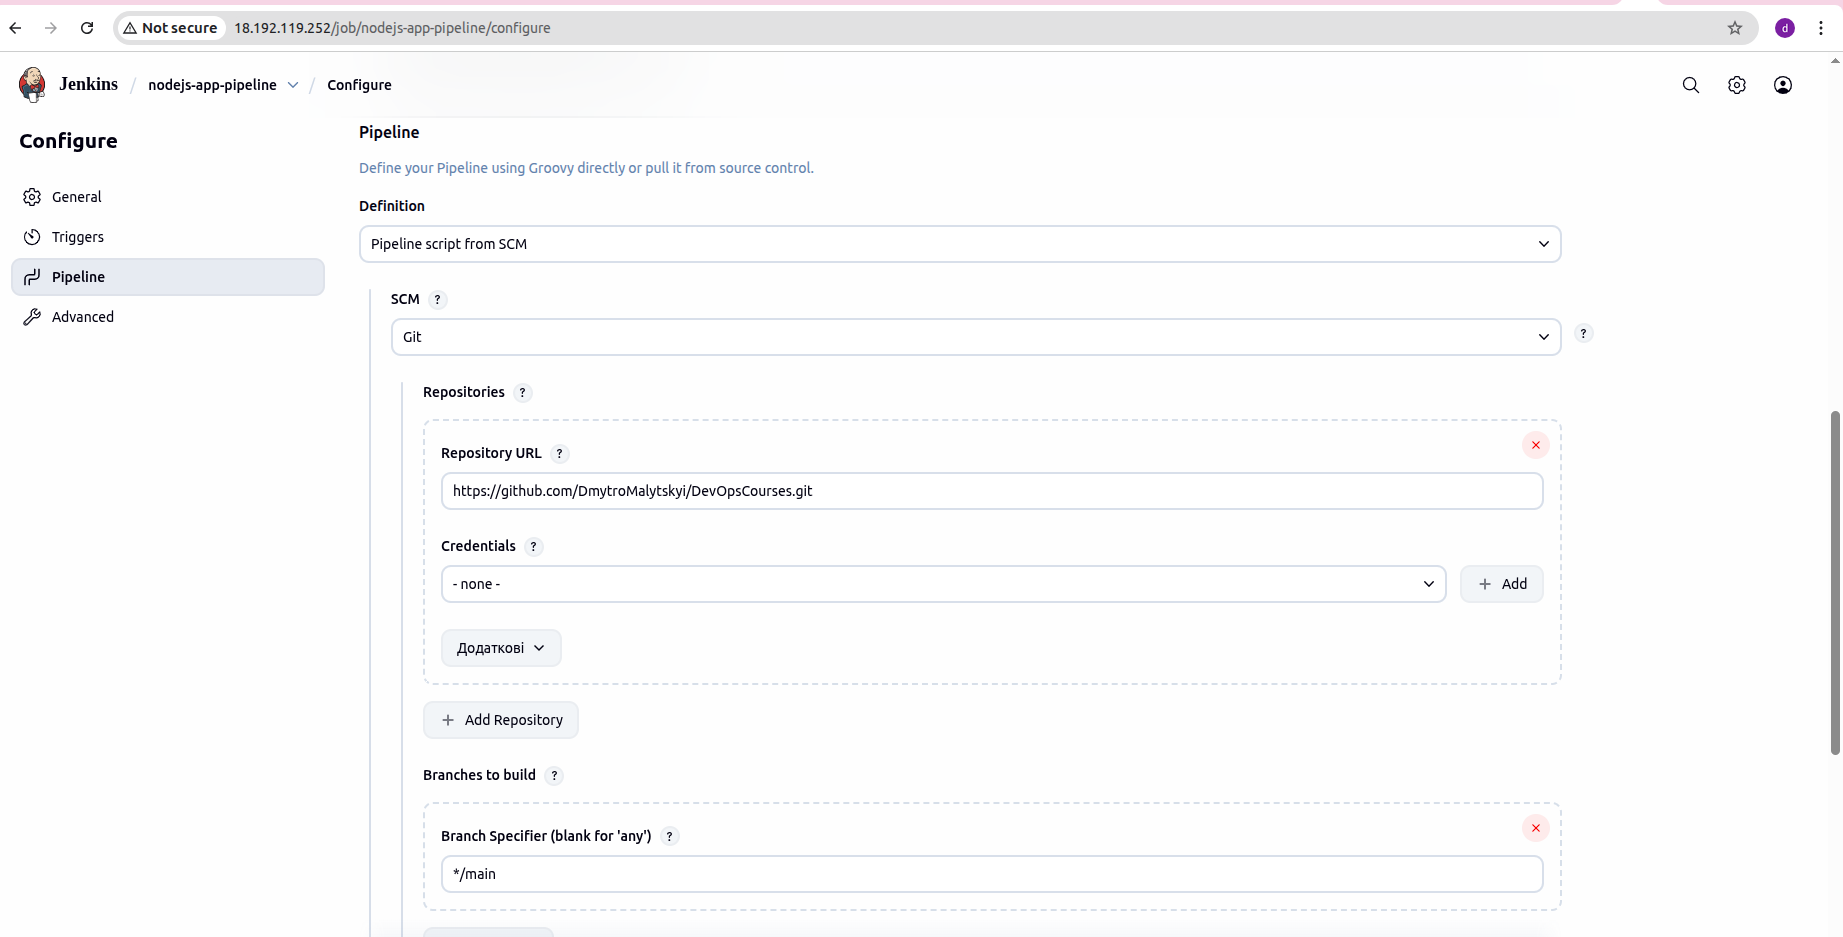 Not secure 18.192.119.252/job/nodejs-app-pipeline/configure d
Jenkins / nodejs-app-pipeline / Configure
Configure
General
Triggers
Pipeline
Advanced
Pipeline
Define your Pipeline using Groovy directly or pull it from source control.
Definition
Pipeline script from SCM
SCM ?
Git ?
Repositories ?
Repository URL ?
https://github.com/DmytroMalytskyi/DevOpsCourses.git
Credentials ?
- none - + Add
Додаткові
+ Add Repository
Branches to build ?
Branch Specifier (blank for 'any') ?
*/main